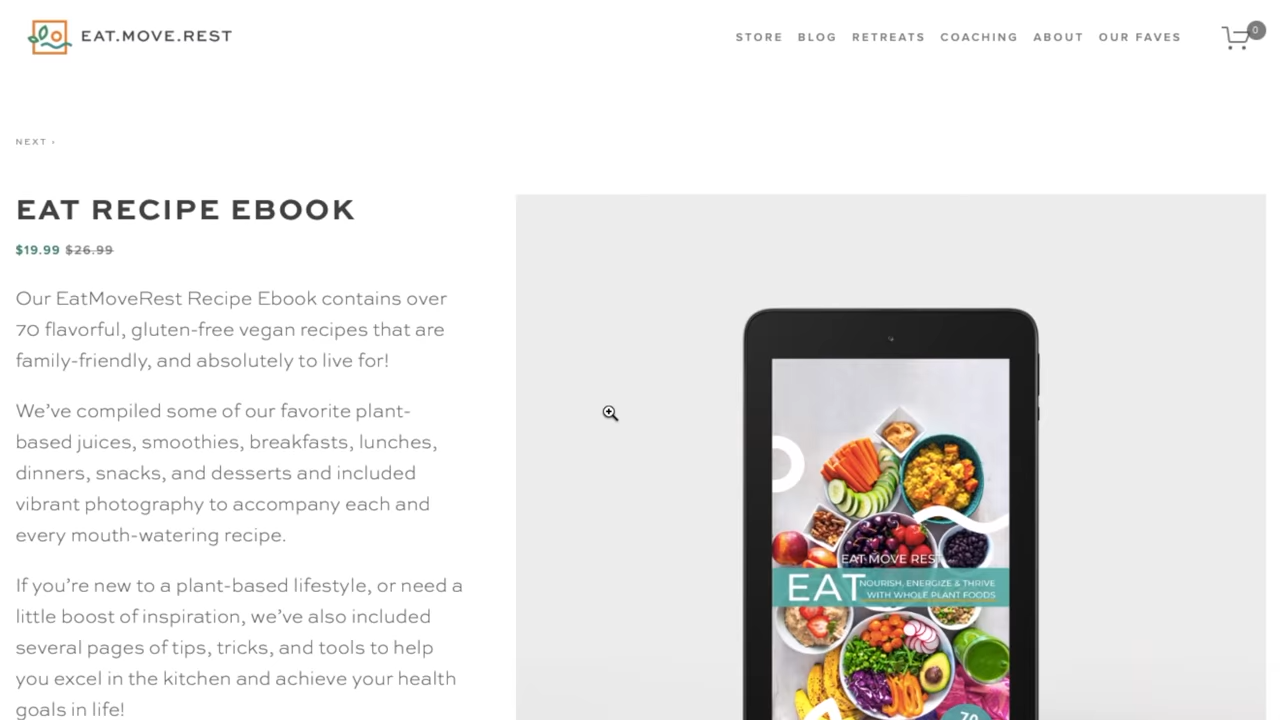 EAT.MOVE.REST
STORE BLOG RETREATS COACHING ABOUT OUR FAVES
0
NEXT ›
EAT RECIPE EBOOK
$19.99 $26.99
Our EatMoveRest Recipe Ebook contains over
70 flavorful, gluten-free vegan recipes that are
family-friendly, and absolutely to live for!
We’ve compiled some of our favorite plant-
based juices, smoothies, breakfasts, lunches,
dinners, snacks, and desserts and included
vibrant photography to accompany each and
every mouth-watering recipe.
If you’re new to a plant-based lifestyle, or need a
little boost of inspiration, we’ve also included
several pages of tips, tricks, and tools to help
you excel in the kitchen and achieve your health
goals in life!
EAT MOVE REST
EAT
NOURISH, ENERGIZE & THRIVE
WITH WHOLE PLANT FOODS
70